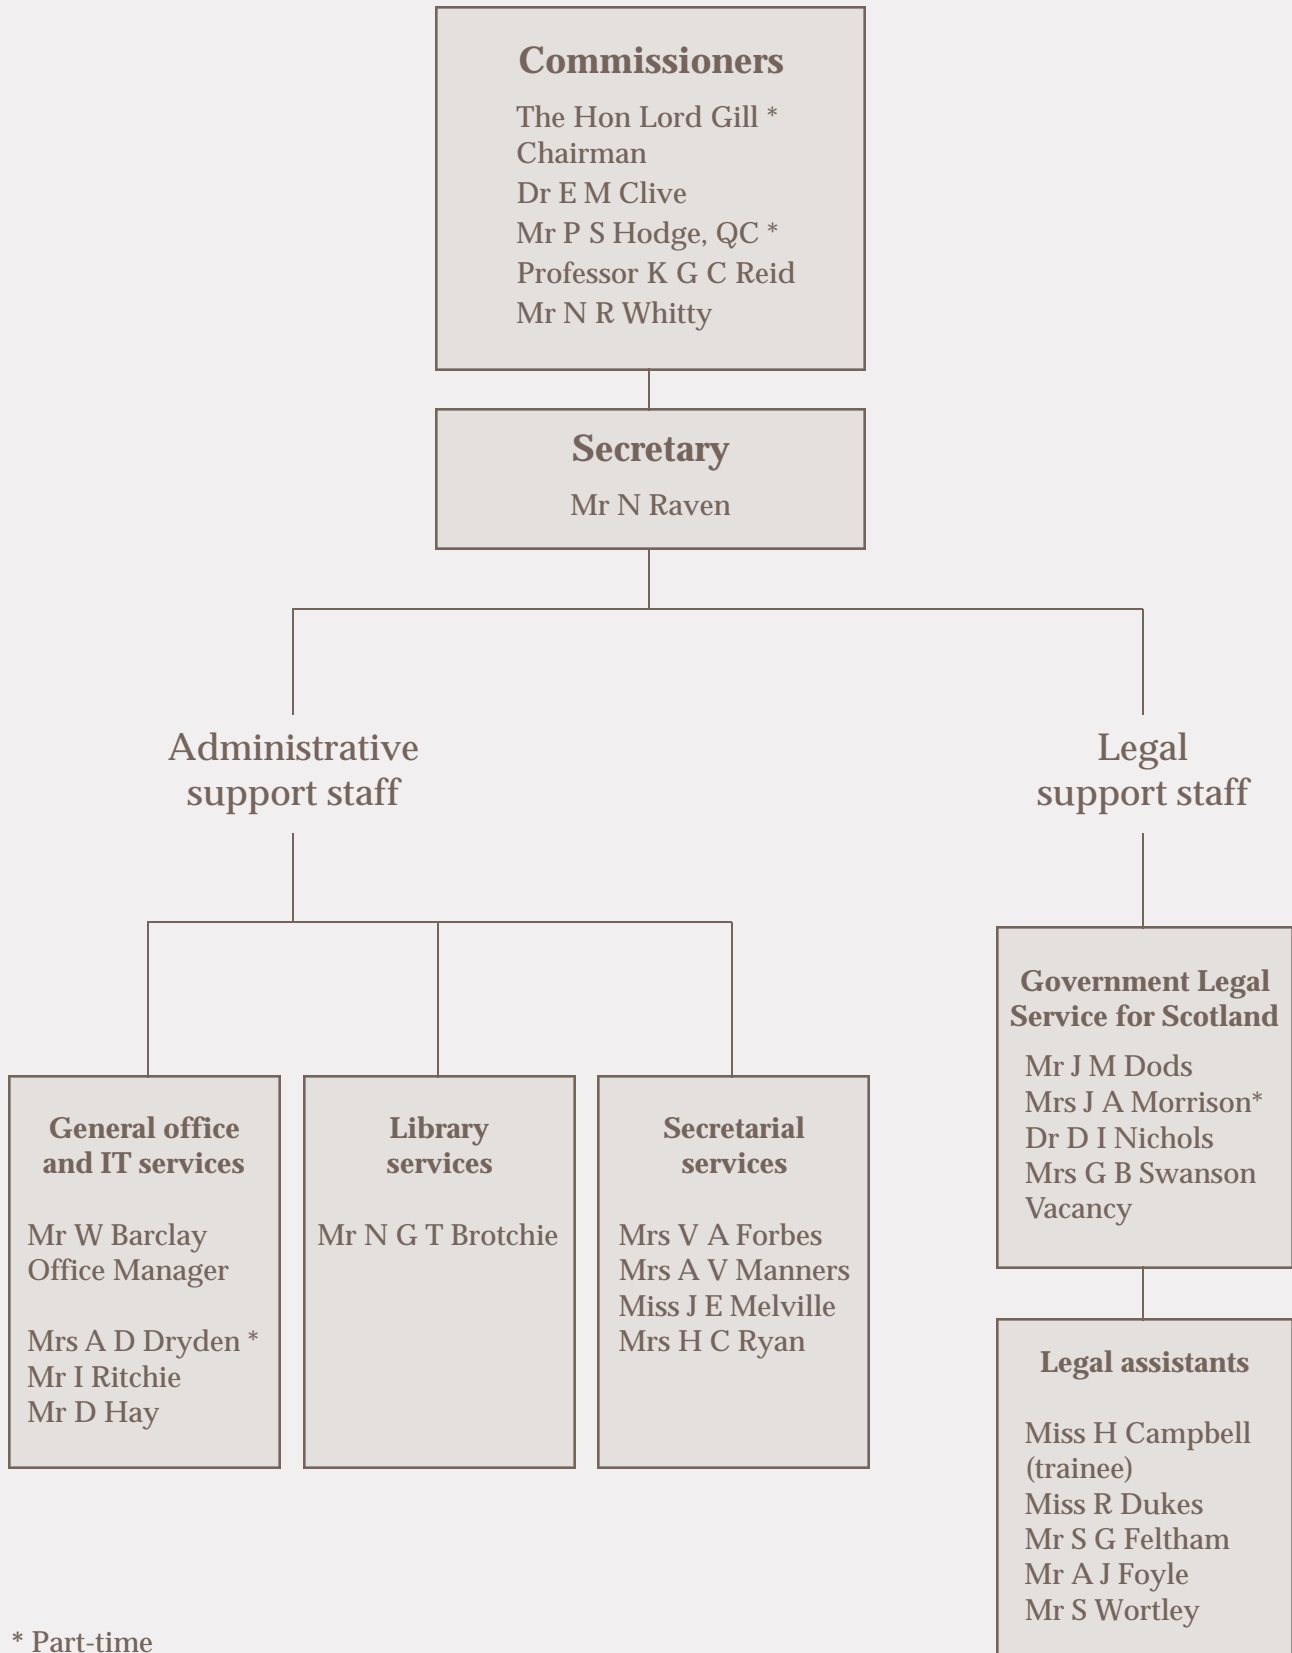 Commissioners
The Hon Lord Gill *
Chairman
Dr E M Clive
Mr P S Hodge, QC *
Professor K G C Reid
Mr N R Whitty
Secretary
Mr N Raven
Administrative
support staff
Legal
support staff
General office
and IT services
Mr W Barclay
Office Manager
Mrs A D Dryden *
Mr I Ritchie
Mr D Hay
Library
services
Mr N G T Brotchie
Secretarial
services
Mrs V A Forbes
Mrs A V Manners
Miss J E Melville
Mrs H C Ryan
Government Legal
Service for Scotland
Mr J M Dods
Mrs J A Morrison*
Dr D I Nichols
Mrs G B Swanson
Vacancy
Legal assistants
Miss H Campbell
(trainee)
Miss R Dukes
Mr S G Feltham
Mr A J Foyle
Mr S Wortley
* Part-time